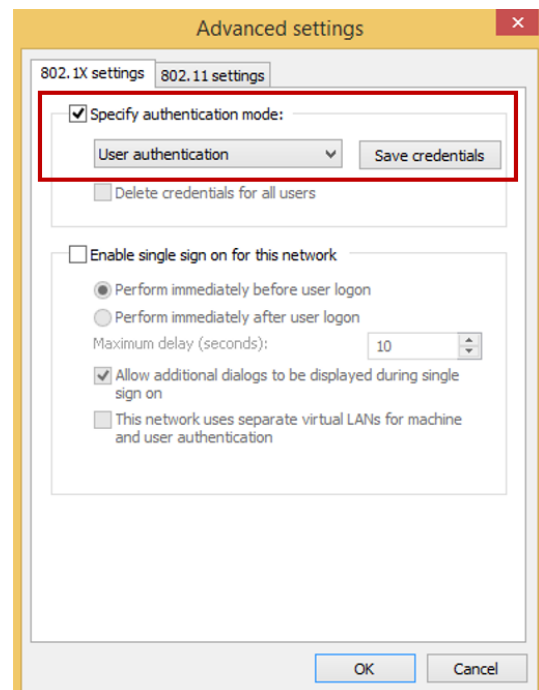 Advanced settings
802.1X settings
802.11 settings
Specify authentication mode:
User authentication
Save credentials
Delete credentials for all users
Enable single sign on for this network
Perform immediately before user logon
Perform immediately after user logon
Maximum delay (seconds):
10
Allow additional dialogs to be displayed during single
sign on
This network uses separate virtual LANs for machine
and user authentication
OK
Cancel